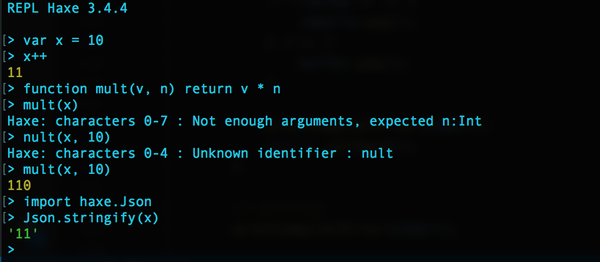 REPL Haxe 3.4.4
[> var x = 10
[> x++
11
[> function mult(v, n) return v * n
[> mult(x)
Haxe: characters 0-7 : Not enough arguments, expected n:Int
[> nult(x, 10)
Haxe: characters 0-4 : Unknown identifier : nult
[> mult(x, 10)
110
[> import haxe.Json
[> Json.stringify(x)
'11'
>